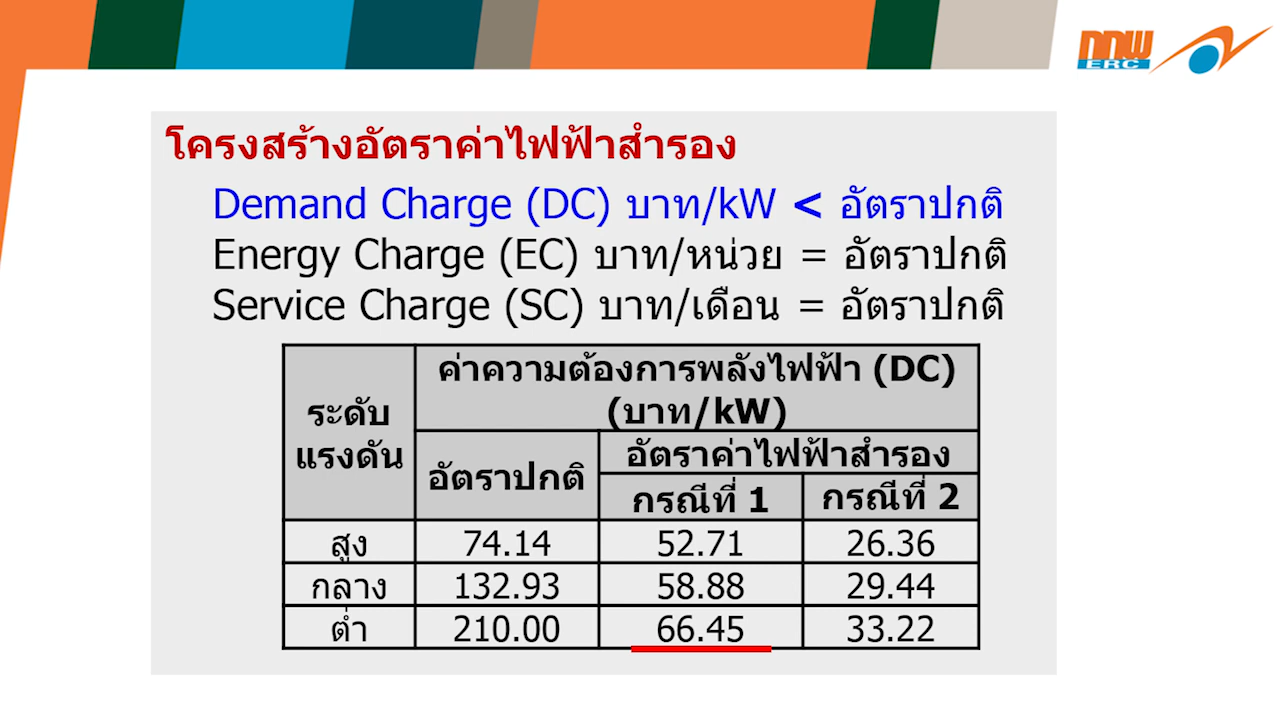 กกพ
ERC
โครงสร้างอัตราค่าไฟฟ้าสำรอง
Demand Charge (DC) บาท/kW < อัตราปกติ
Energy Charge (EC) บาท/หน่วย = อัตราปกติ
Service Charge (SC) บาท/เดือน = อัตราปกติ
ระดับ
แรงดัน
ค่าความต้องการพลังไฟฟ้า (DC)
(บาท/kW)
อัตราปกติ
อัตราค่าไฟฟ้าสำรอง
กรณีที่ 1 กรณีที่ 2
สูง 74.14 52.71 26.36
กลาง 132.93 58.88 29.44
ต่ำ 210.00 66.45 33.22